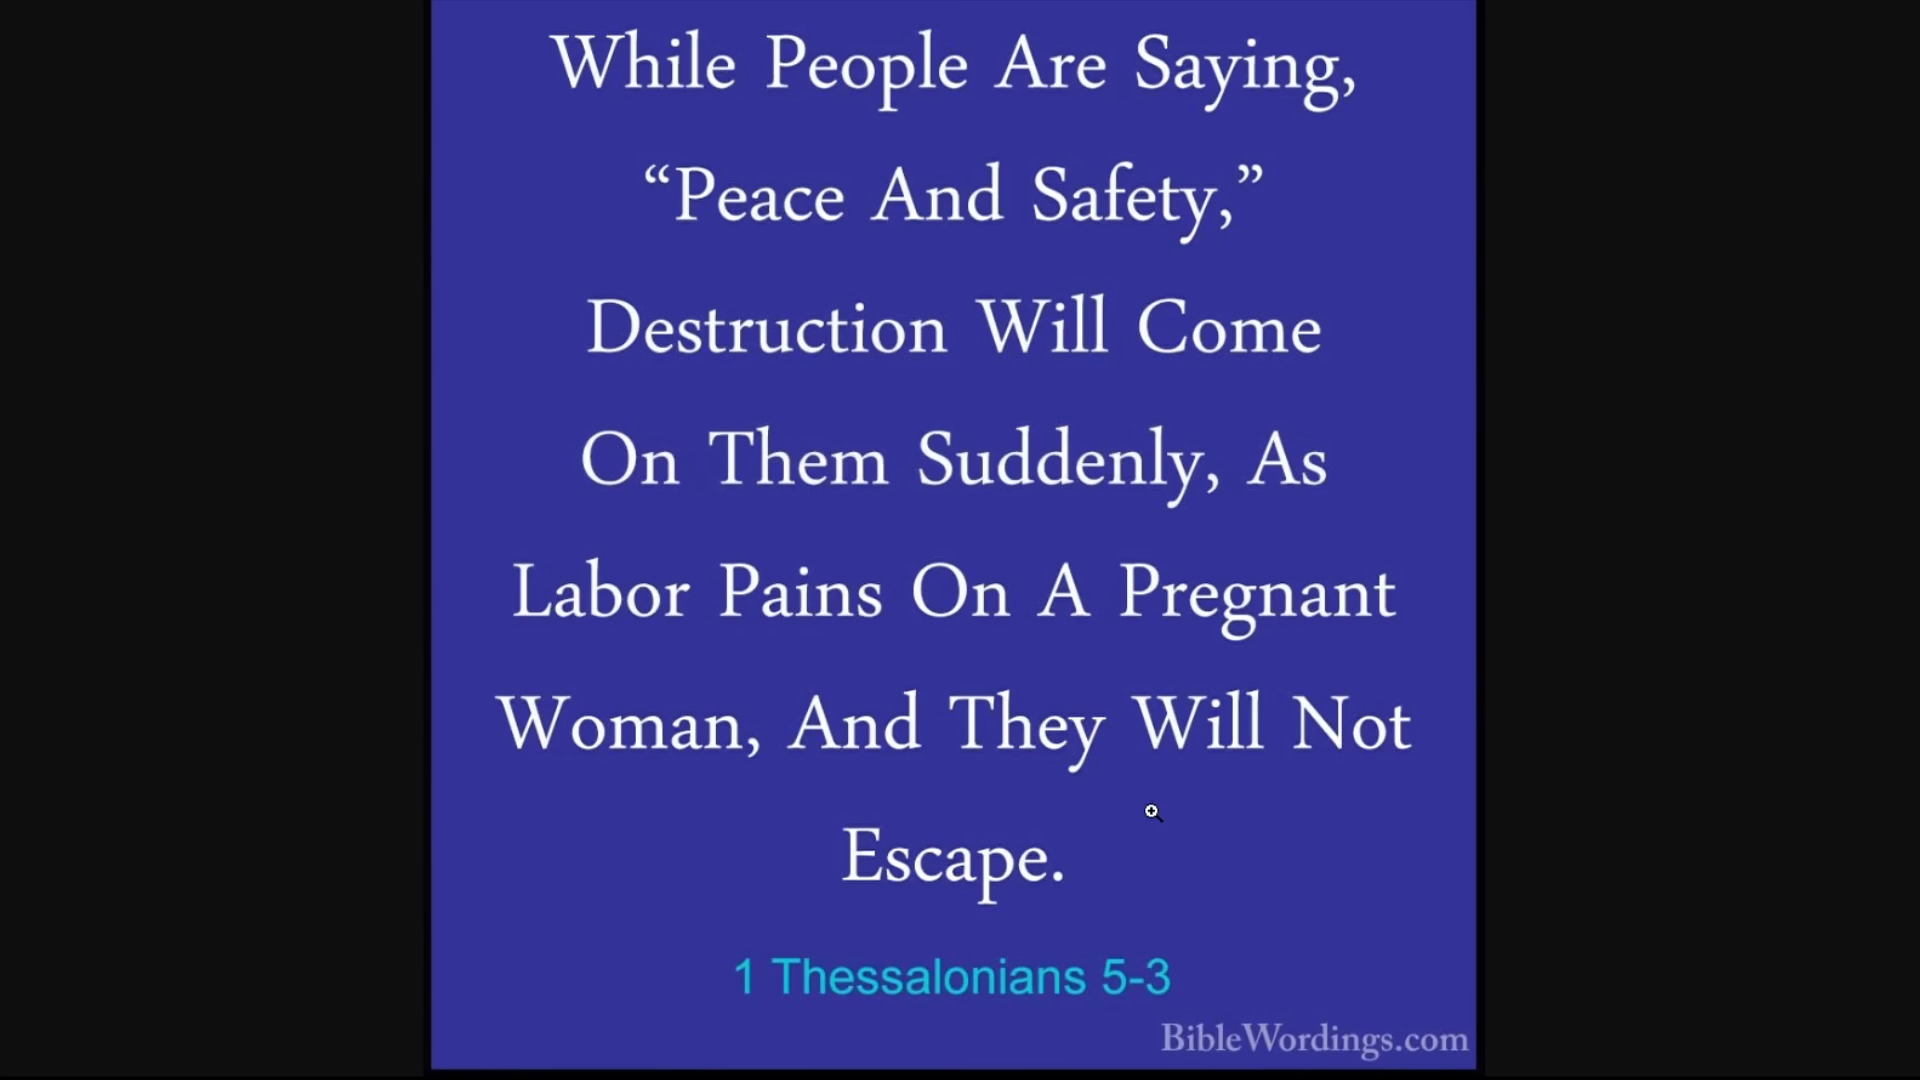 While People Are Saying,
“Peace And Safety,”
Destruction Will Come
On Them Suddenly, As
Labor Pains On A Pregnant
Woman, And They Will Not
Escape.
1 Thessalonians 5-3
BibleWordings.com